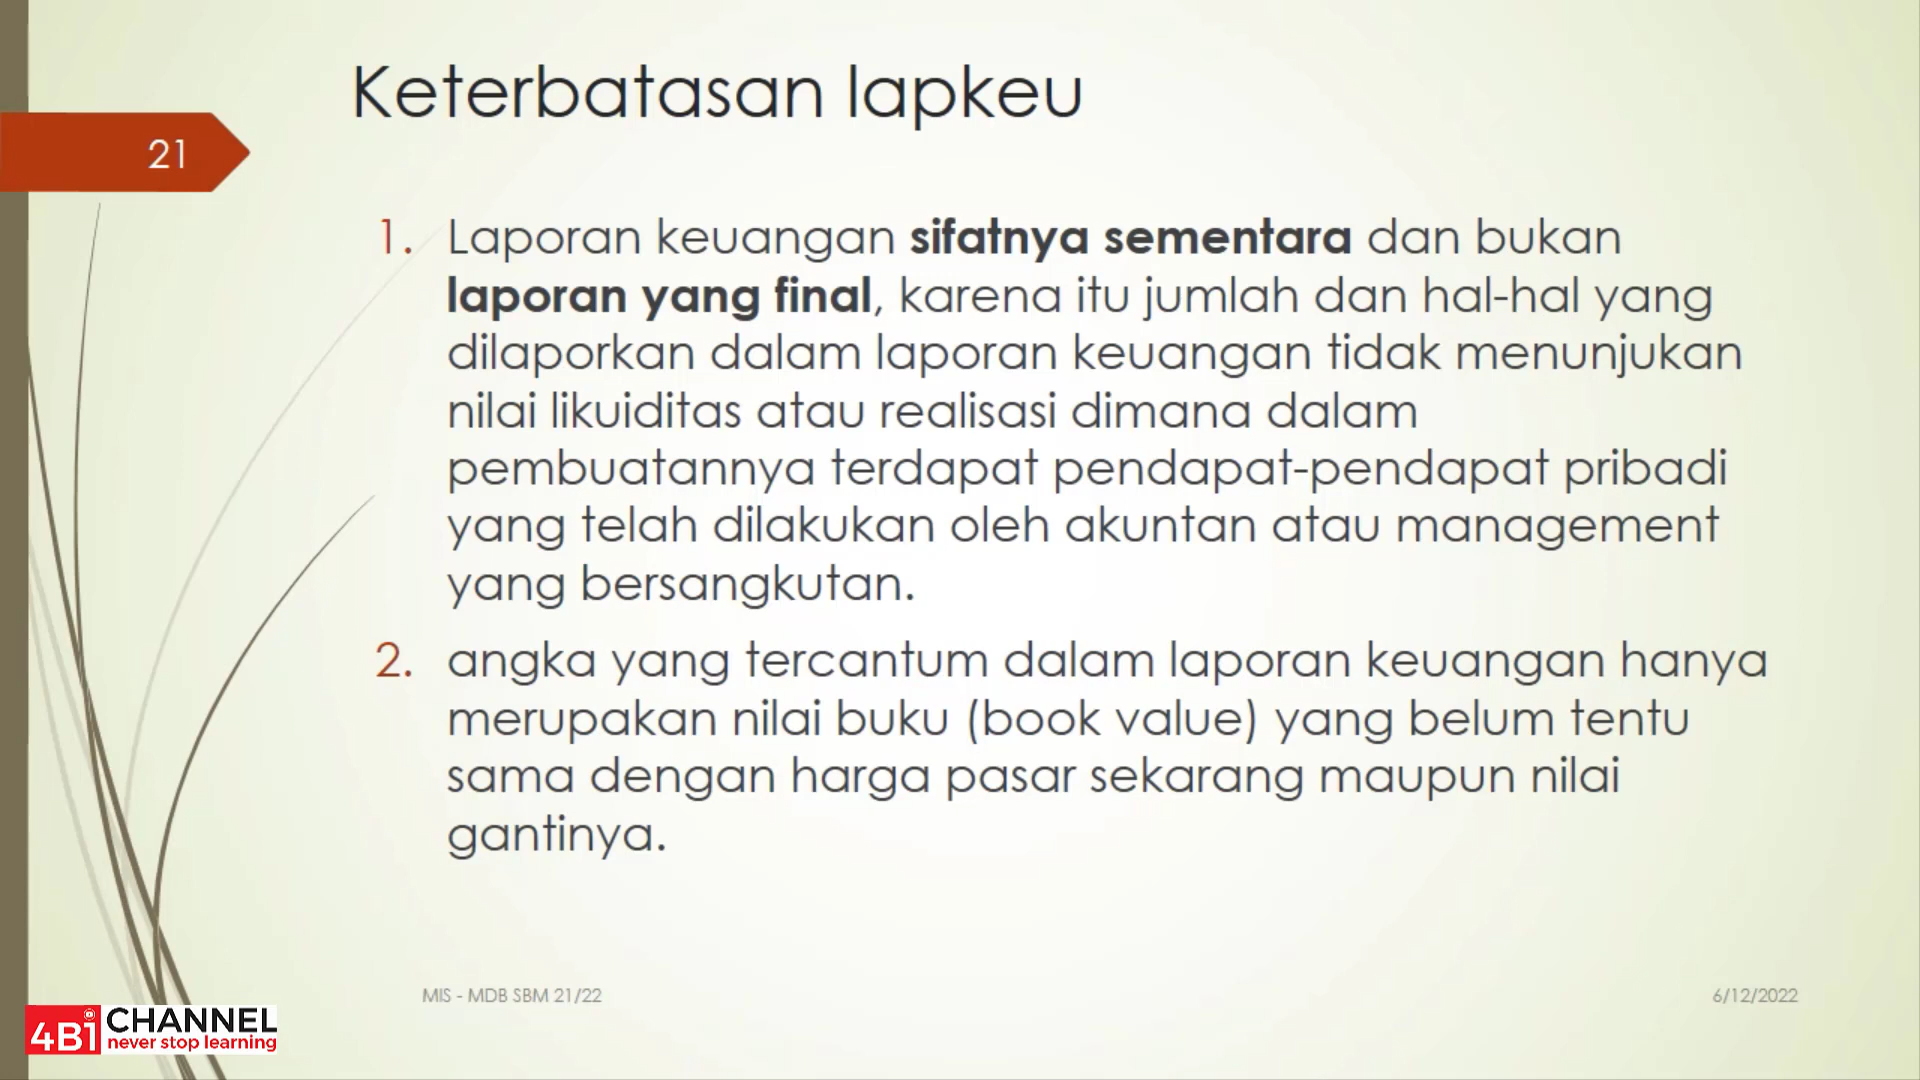 Keterbatasan lapkeu
21
1. Laporan keuangan sifatnya sementara dan bukan
laporan yang final, karena itu jumlah dan hal-hal yang
dilaporkan dalam laporan keuangan tidak menunjukan
nilai likuiditas atau realisasi dimana dalam
pembuatannya terdapat pendapat-pendapat pribadi
yang telah dilakukan oleh akuntan atau management
yang bersangkutan.
2. angka yang tercantum dalam laporan keuangan hanya
merupakan nilai buku (book value) yang belum tentu
sama dengan harga pasar sekarang maupun nilai
gantinya.
MIS - MDB SBM 21/22
6/12/2022
4Bi CHANNEL
never stop learning